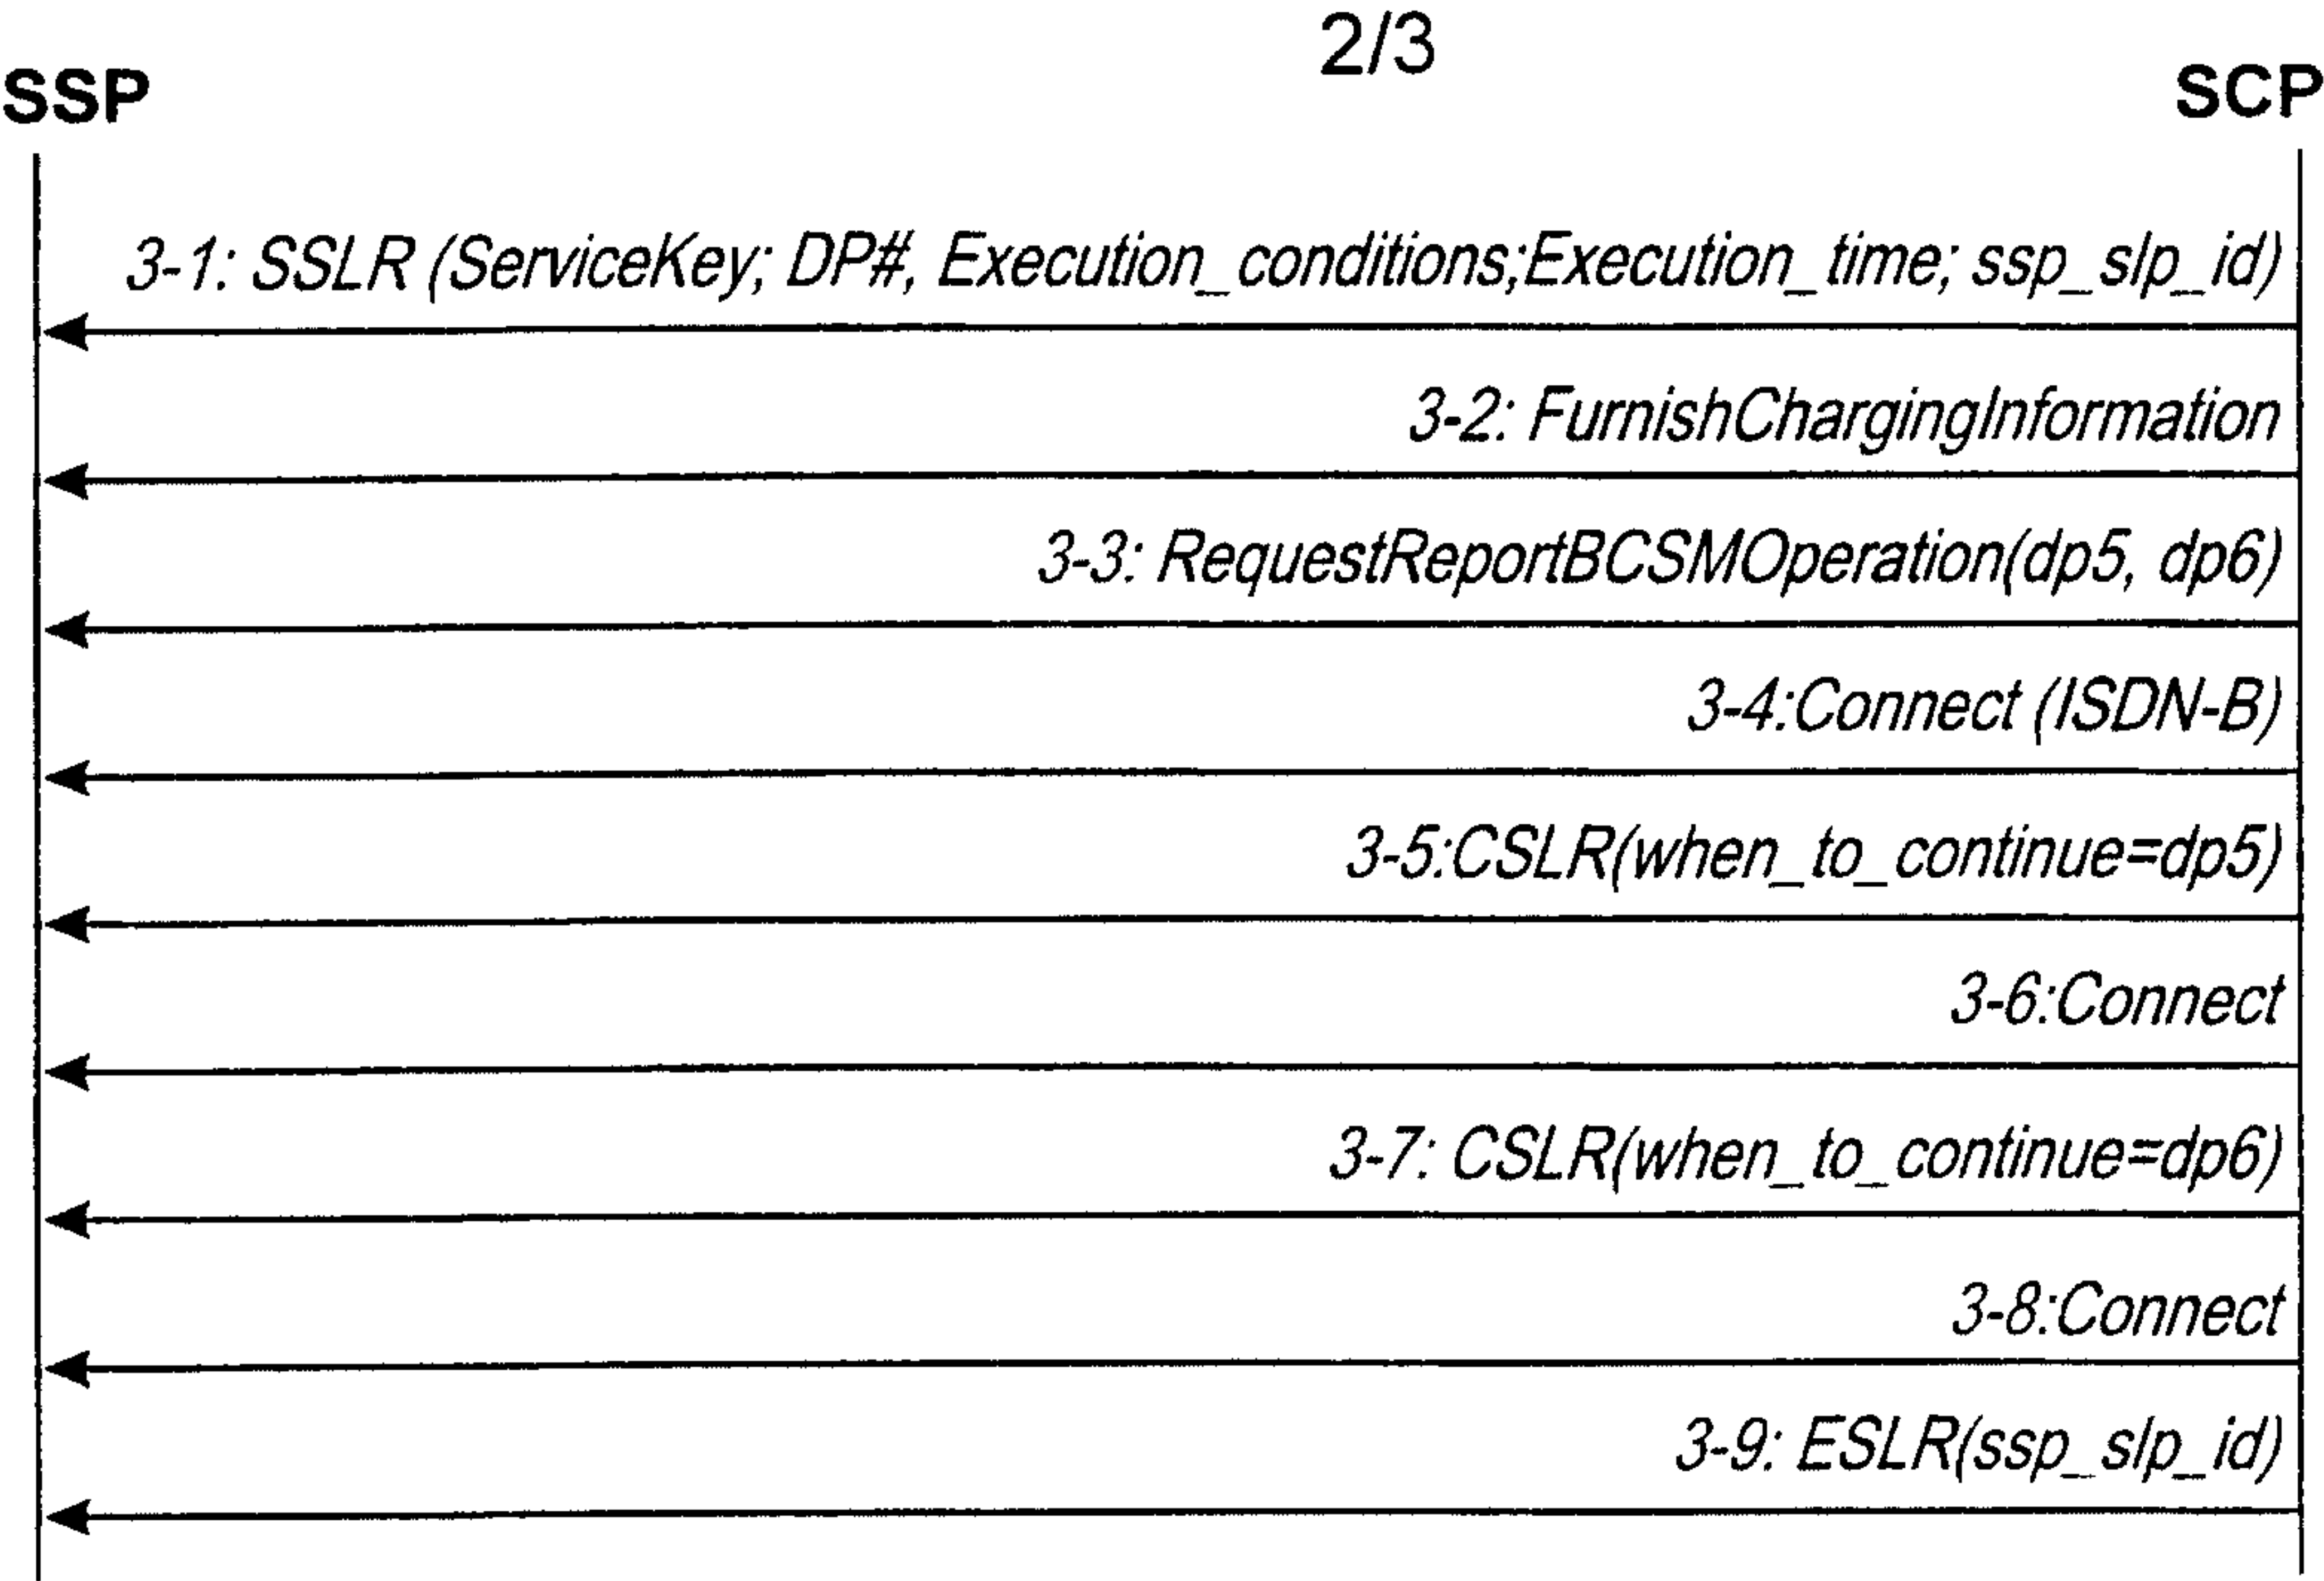 2/3
SSP
SCP
3-1: SSLR (ServiceKey; DP#, Execution_conditions;Execution_time; ssp_slp_id)
3-2: FurnishChargingInformation
3-3: RequestReportBCSMOperation(dp5, dp6)
3-4:Connect (ISDN-B)
3-5:CSLR(when_to_continue=dp5)
3-6:Connect
3-7: CSLR(when_to_continue=dp6)
3-8:Connect
3-9: ESLR(ssp_slp_id)